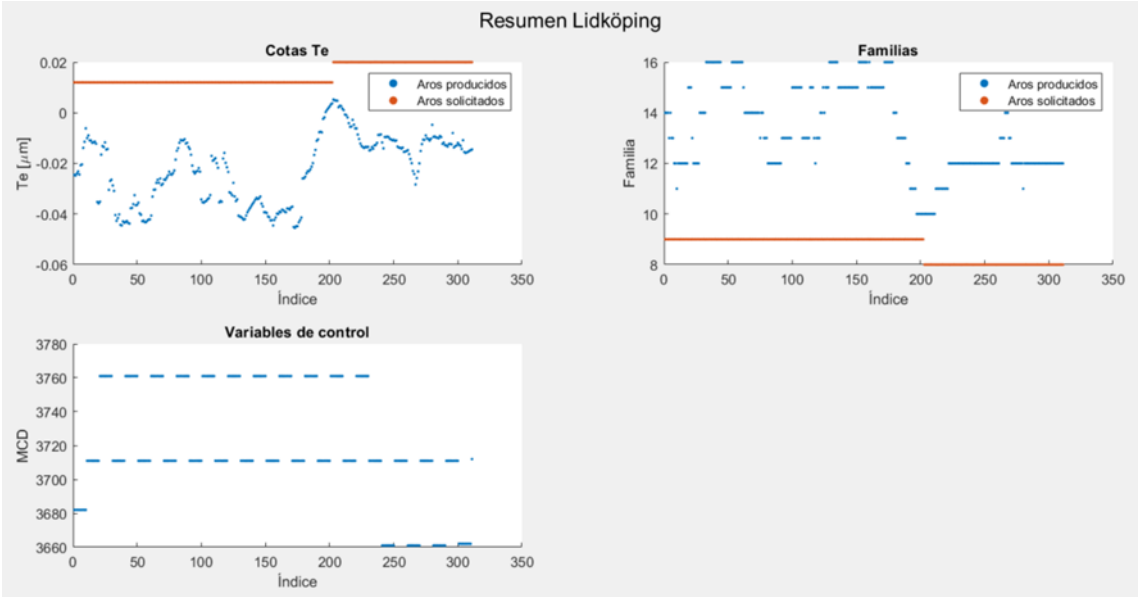 Resumen Lidköping
Cotas Te
Te [μm]
0.02
0
-0.02
-0.04
-0.06
0 50 100 150 200 250 300 350
Índice
Aros producidos
Aros solicitados
Familias
Familia
16
14
12
10
8
0 50 100 150 200 250 300 350
Índice
Aros producidos
Aros solicitados
Variables de control
MCD
3780
3760
3740
3720
3700
3680
3660
0 50 100 150 200 250 300 350
Índice